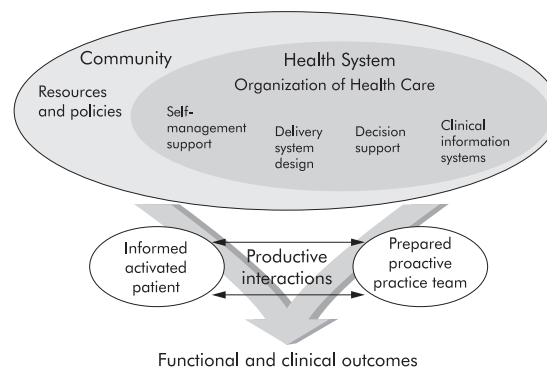 Community
Health System
Organization of Health Care
Resources
and policies
Self-
management
support
Delivery
system
design
Decision
support
Clinical
information
systems
Informed
activated
patient
Productive
interactions
Prepared
proactive
practice team
Functional and clinical outcomes